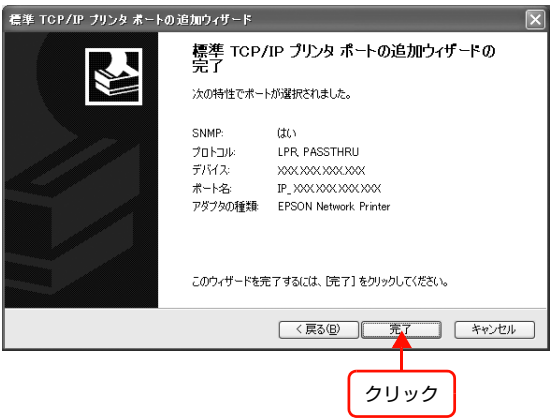 標準 TCP/IP プリンタ ポートの追加ウィザード
標準 TCP/IP プリンタ ポートの追加ウィザードの
完了
次の特性でポートが選択されました。
SNMP: はい
プロトコル: LPR, PASSTHRU
デバイス: XXX.XXX.XXX.XXX
ポート名: IP_XXX.XXX.XXX.XXX
アダプタの種類: EPSON Network Printer
このウィザードを完了するには、[完了] をクリックしてください。
< 戻る(B) 完了 キャンセル
クリック